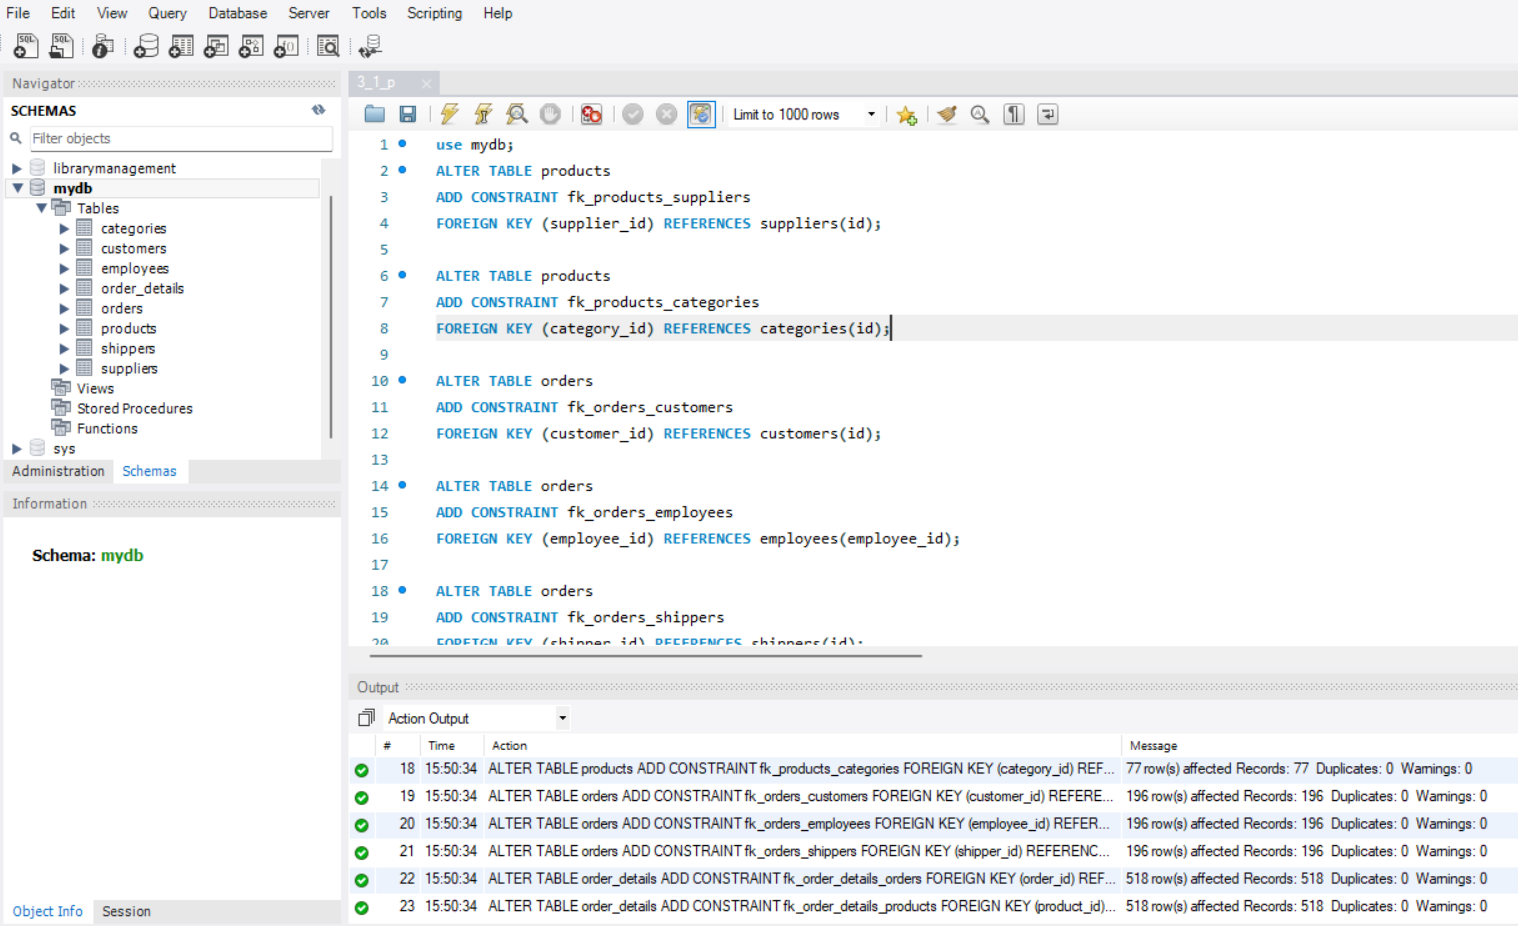 File Edit View Query Database Server Tools Scripting Help
Navigator
SCHEMAS
Filter objects
librarymanagement
mydb
Tables
categories
customers
employees
order_details
orders
products
shippers
suppliers
Views
Stored Procedures
Functions
sys
Administration Schemas
Information
Schema: mydb
Object Info Session
3_1_p
Limit to 1000 rows
1 use mydb;
2 ALTER TABLE products
3 ADD CONSTRAINT fk_products_suppliers
4 FOREIGN KEY (supplier_id) REFERENCES suppliers(id);
5
6 ALTER TABLE products
7 ADD CONSTRAINT fk_products_categories
8 FOREIGN KEY (category_id) REFERENCES categories(id);
9
10 ALTER TABLE orders
11 ADD CONSTRAINT fk_orders_customers
12 FOREIGN KEY (customer_id) REFERENCES customers(id);
13
14 ALTER TABLE orders
15 ADD CONSTRAINT fk_orders_employees
16 FOREIGN KEY (employee_id) REFERENCES employees(employee_id);
17
18 ALTER TABLE orders
19 ADD CONSTRAINT fk_orders_shippers
20 FOREIGN KEY (shipper_id) REFERENCES shippers(id);
Output
Action Output
# Time Action Message
18 15:50:34 ALTER TABLE products ADD CONSTRAINT fk_products_categories FOREIGN KEY (category_id) REF... 77 row(s) affected Records: 77 Duplicates: 0 Warnings: 0
19 15:50:34 ALTER TABLE orders ADD CONSTRAINT fk_orders_customers FOREIGN KEY (customer_id) REFERE... 196 row(s) affected Records: 196 Duplicates: 0 Warnings: 0
20 15:50:34 ALTER TABLE orders ADD CONSTRAINT fk_orders_employees FOREIGN KEY (employee_id) REFER... 196 row(s) affected Records: 196 Duplicates: 0 Warnings: 0
21 15:50:34 ALTER TABLE orders ADD CONSTRAINT fk_orders_shippers FOREIGN KEY (shipper_id) REFERENC... 196 row(s) affected Records: 196 Duplicates: 0 Warnings: 0
22 15:50:34 ALTER TABLE order_details ADD CONSTRAINT fk_order_details_orders FOREIGN KEY (order_id) REF... 518 row(s) affected Records: 518 Duplicates: 0 Warnings: 0
23 15:50:34 ALTER TABLE order_details ADD CONSTRAINT fk_order_details_products FOREIGN KEY (product_id)... 518 row(s) affected Records: 518 Duplicates: 0 Warnings: 0